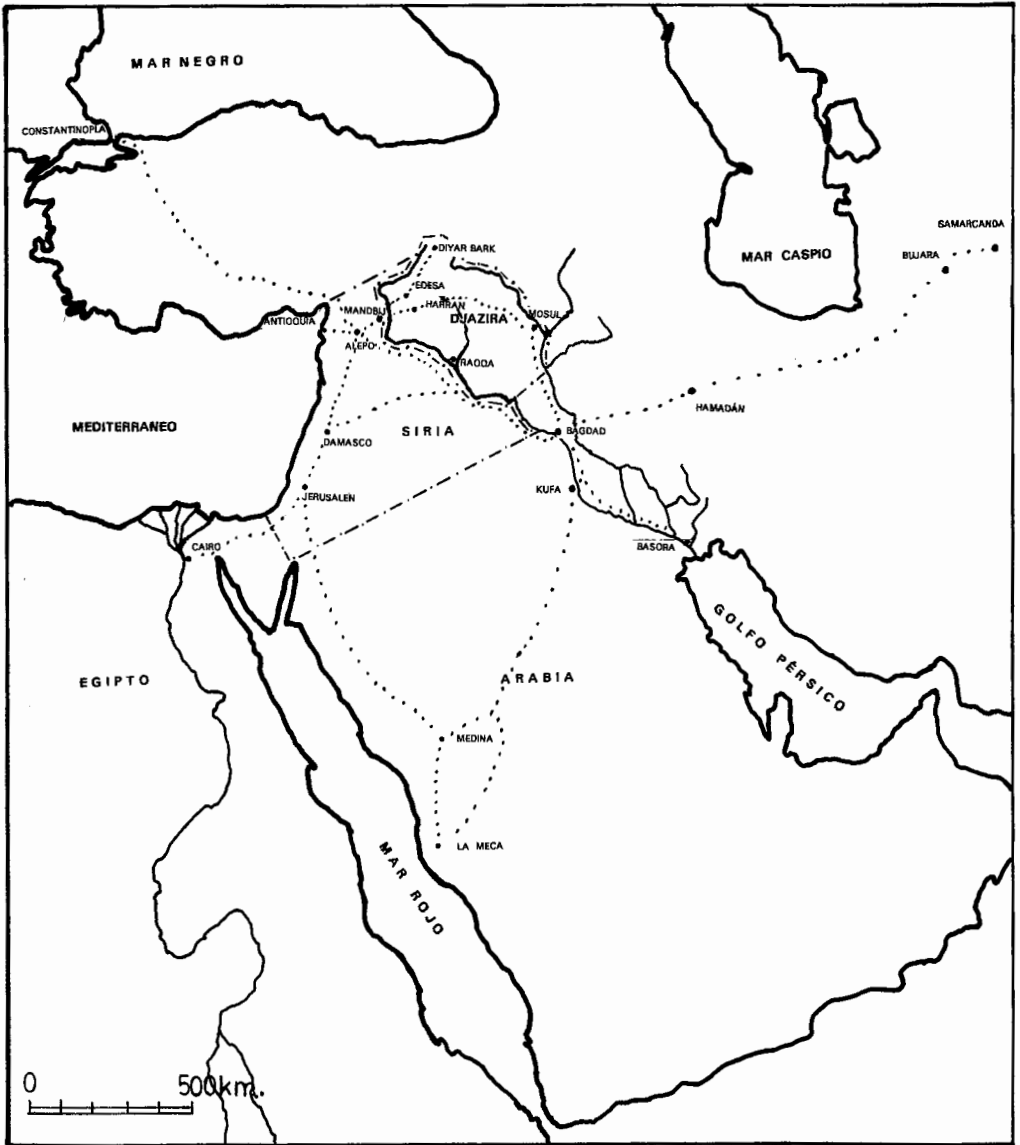 MAR NEGRO
CONSTANTINOPLA
SAMARCANDA
BUJARA
MAR CASPIO
DIYAR BARK
EDESA
HARRAN
MANDBIJ
DJAZIRA
MOSUL
ANTIOQUIA
ALEPO
RAQQA
HAMADÁN
MEDITERRANEO
SIRIA
BAGDAD
DAMASCO
JERUSALEN
KUFA
CAIRO
BASORA
GOLFO PÉRSICO
EGIPTO
ARABIA
MEDINA
LA MECA
MAR ROJO
0 500km.